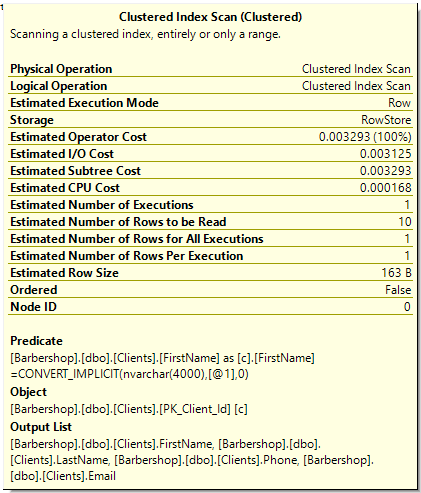 1
Clustered Index Scan (Clustered)
Scanning a clustered index, entirely or only a range.
Physical Operation Clustered Index Scan
Logical Operation Clustered Index Scan
Estimated Execution Mode Row
Storage RowStore
Estimated Operator Cost 0.003293 (100%)
Estimated I/O Cost 0.003125
Estimated Subtree Cost 0.003293
Estimated CPU Cost 0.000168
Estimated Number of Executions 1
Estimated Number of Rows to be Read 10
Estimated Number of Rows for All Executions 1
Estimated Number of Rows Per Execution 1
Estimated Row Size 163 B
Ordered False
Node ID 0
Predicate
[Barbershop].[dbo].[Clients].[FirstName] as [c].[FirstName]
=CONVERT_IMPLICIT(nvarchar(4000),[@1],0)
Object
[Barbershop].[dbo].[Clients].[PK_Client_Id] [c]
Output List
[Barbershop].[dbo].[Clients].FirstName, [Barbershop].[dbo].
[Clients].LastName, [Barbershop].[dbo].[Clients].Phone, [Barbershop].
[dbo].[Clients].Email